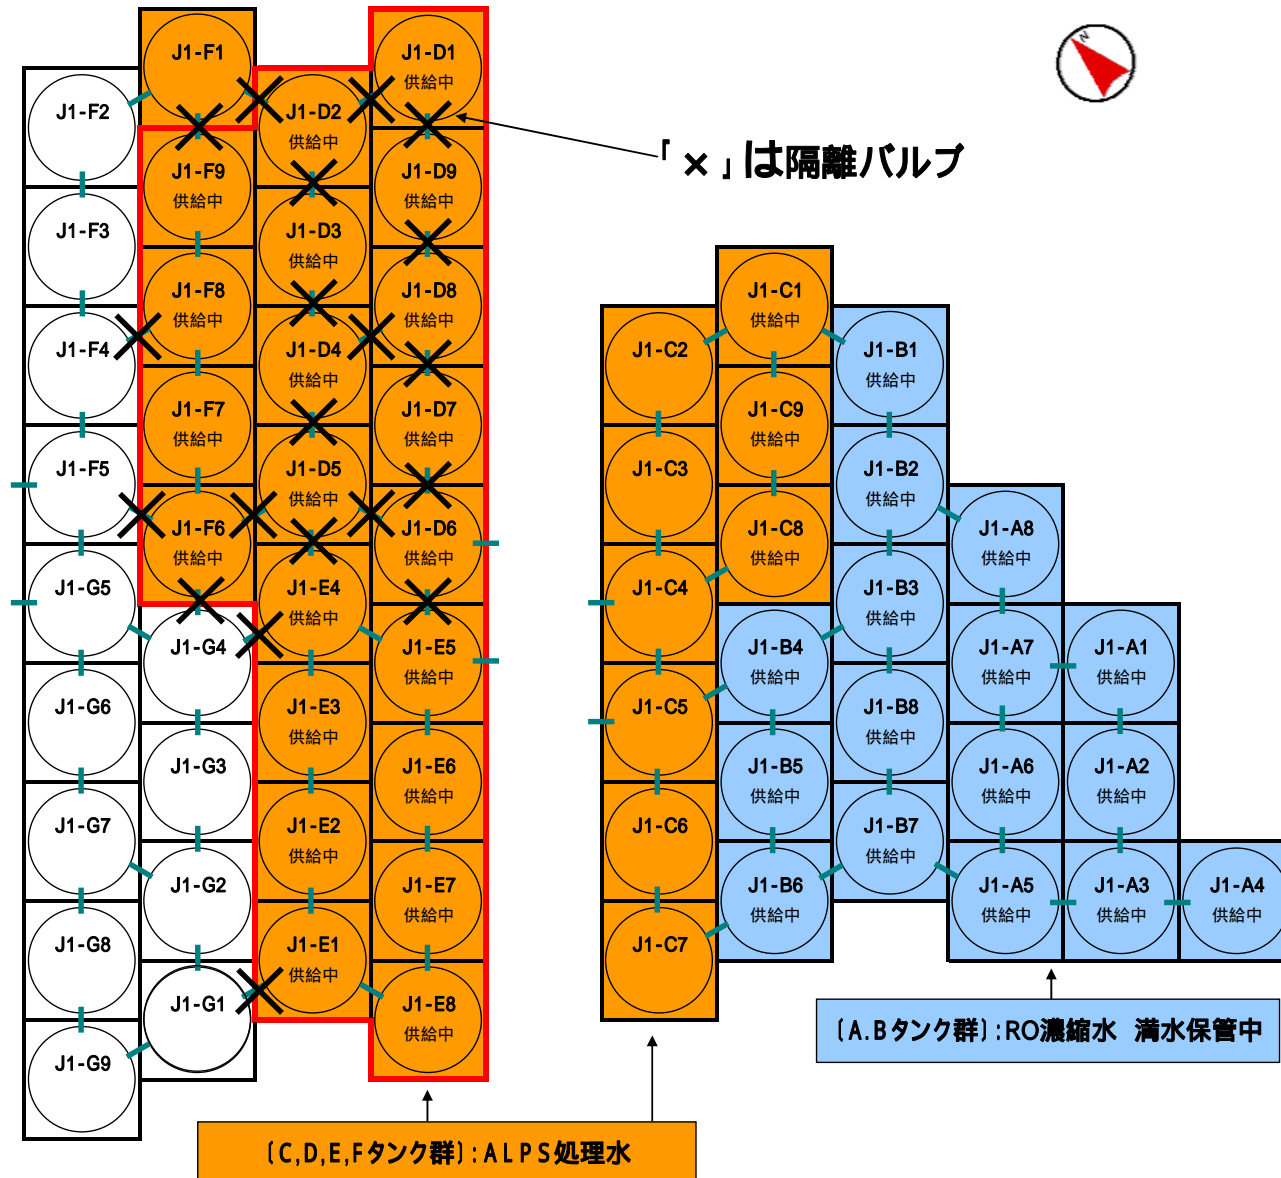 N
J1-F1
J1-D1
供給中
J1-F2
J1-D2
供給中
「×」は隔離バルブ
J1-F9
供給中
J1-D9
供給中
J1-F3
J1-D3
供給中
J1-F8
供給中
J1-D8
供給中
J1-F4
J1-D4
供給中
J1-F7
供給中
J1-D7
供給中
J1-F5
J1-D5
供給中
J1-F6
供給中
J1-D6
供給中
J1-G5
J1-E4
供給中
J1-G4
J1-E5
供給中
J1-G6
J1-E3
供給中
J1-G3
J1-E6
供給中
J1-G7
J1-E2
供給中
J1-G2
J1-E7
供給中
J1-G8
J1-E1
供給中
J1-G1
J1-E8
供給中
J1-G9
J1-C1
供給中
J1-C2
J1-B1
供給中
J1-C9
供給中
J1-C3
J1-B2
供給中
J1-C8
供給中
J1-A8
供給中
J1-C4
J1-B3
供給中
J1-B4
供給中
J1-A7
供給中
J1-A1
供給中
J1-C5
J1-B8
供給中
J1-B5
供給中
J1-A6
供給中
J1-A2
供給中
J1-C6
J1-B7
供給中
J1-B6
供給中
J1-A5
供給中
J1-A3
供給中
J1-A4
供給中
J1-C7
〔A.Bタンク群〕:RO濃縮水 満水保管中
〔C,D,E,Fタンク群〕:ALPS処理水